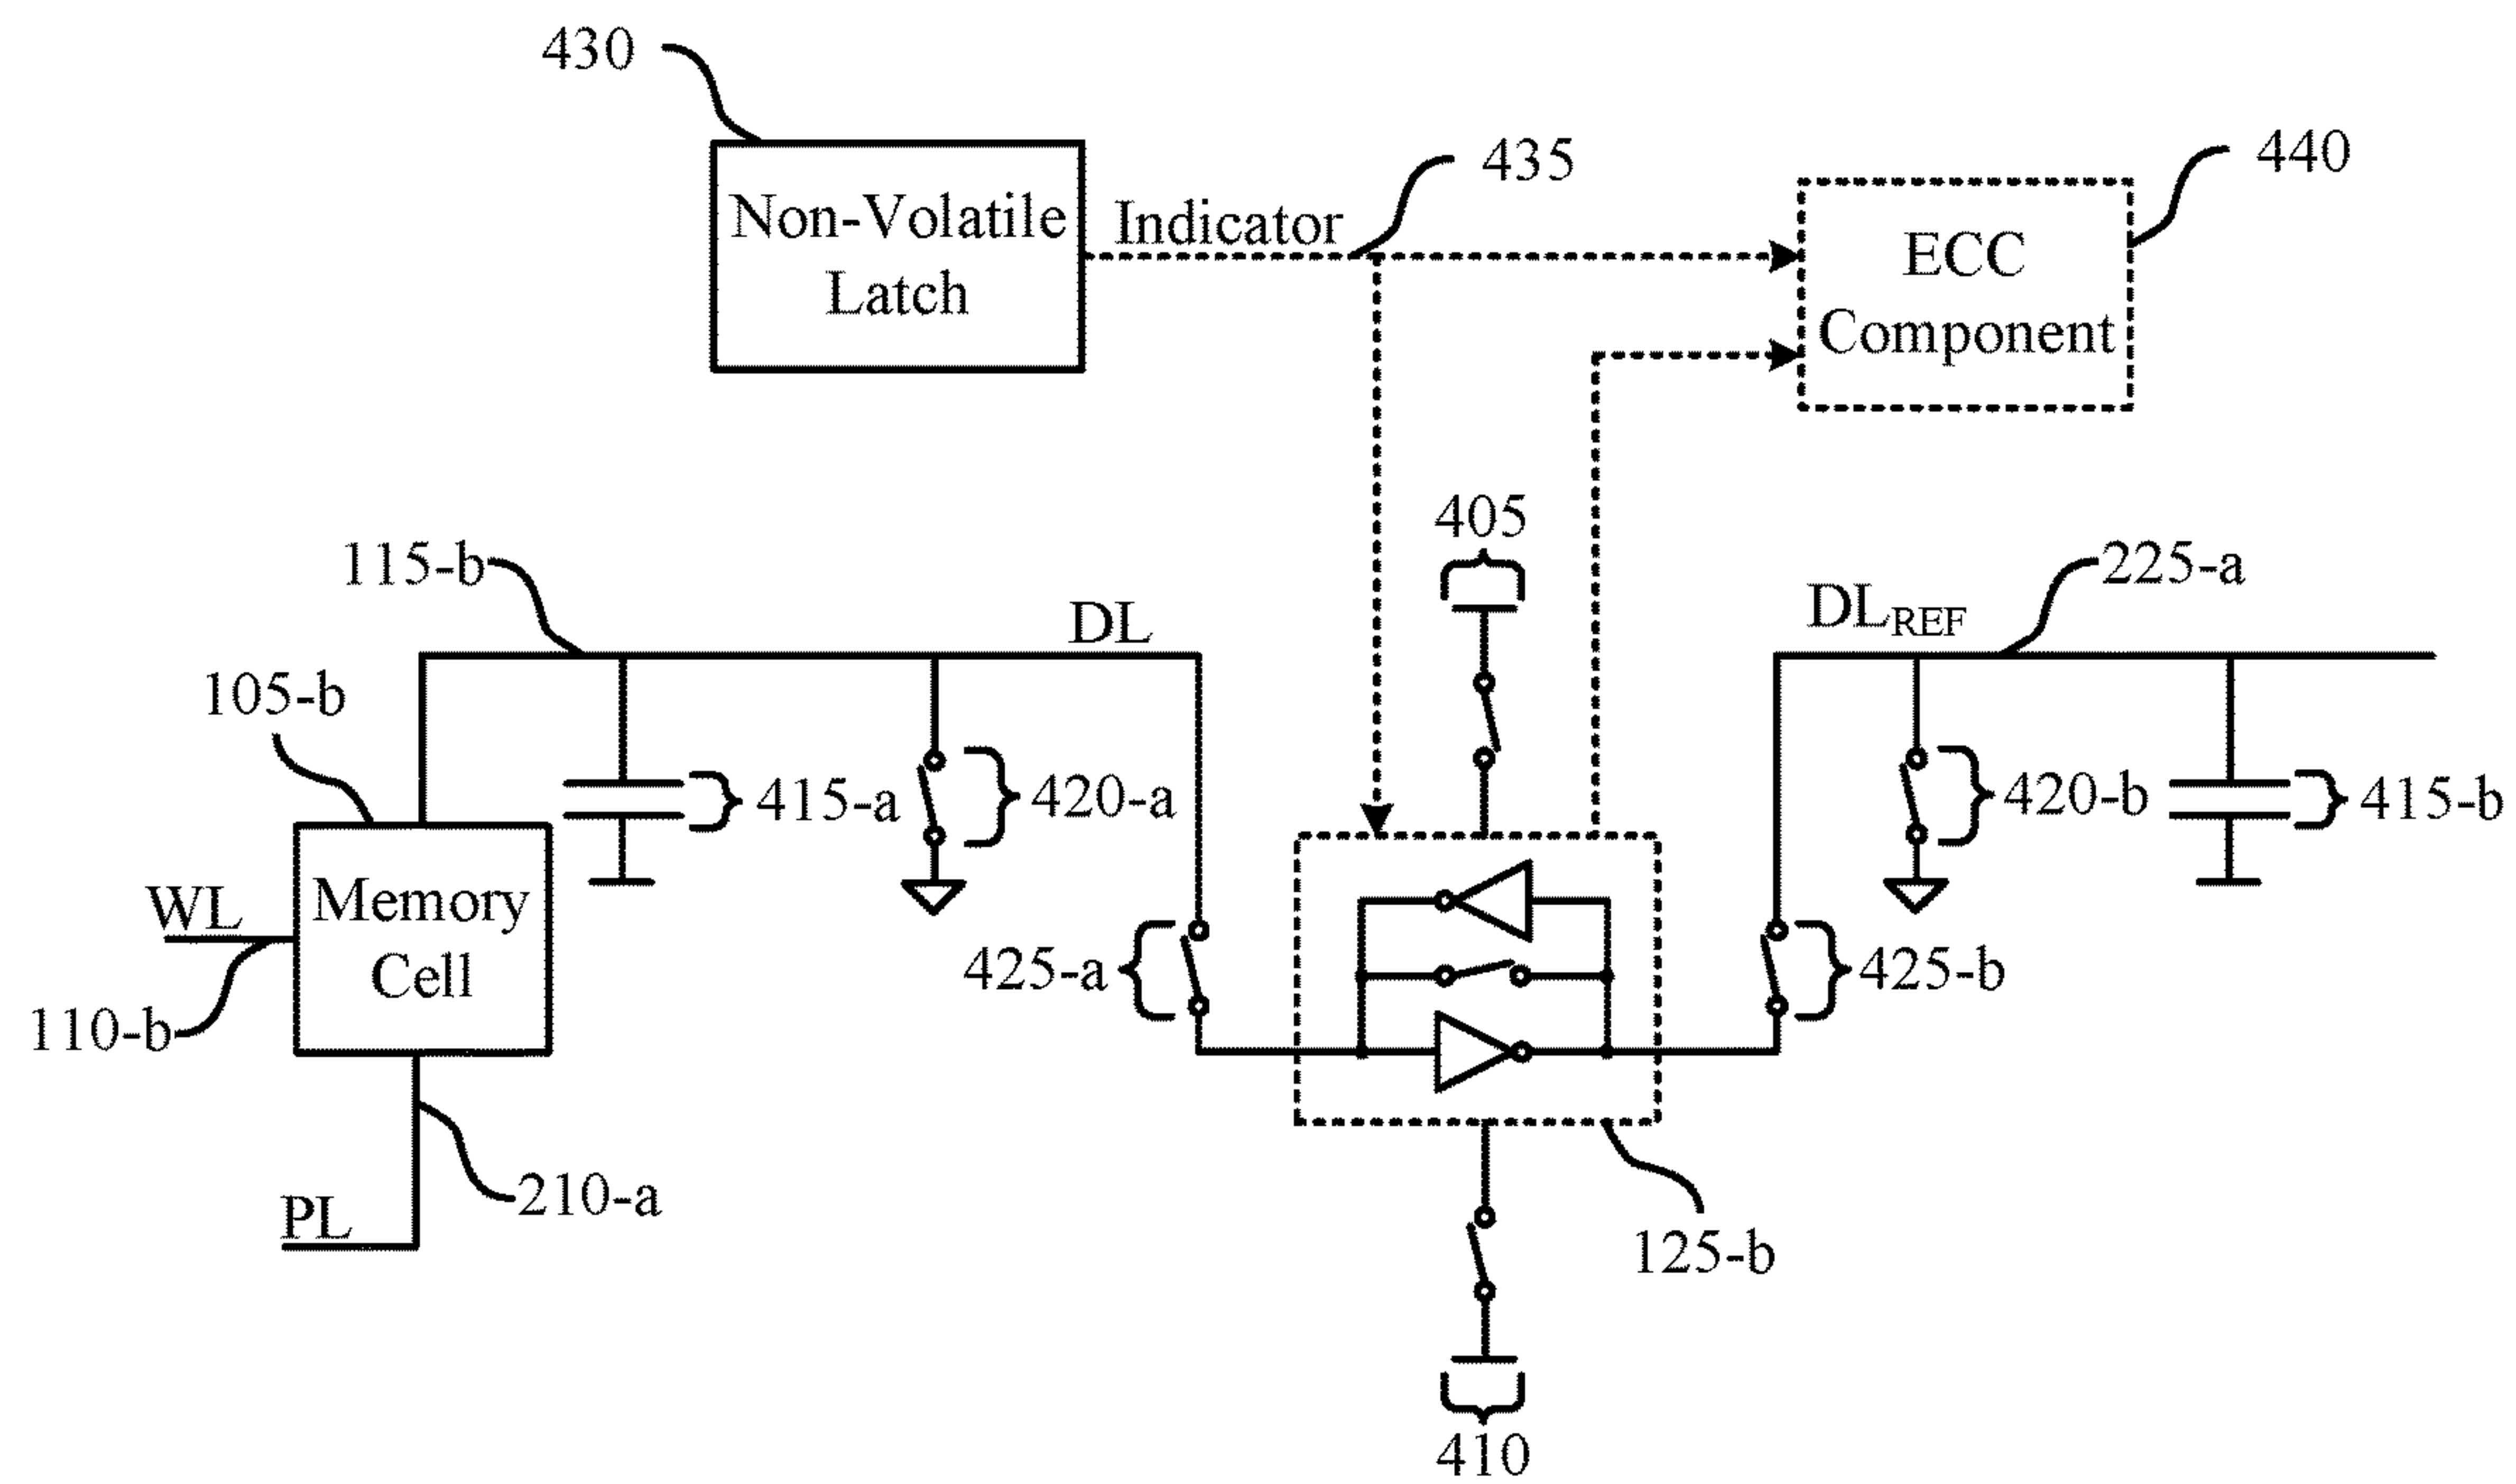 430
435
440
Non-Volatile
Latch
Indicator
ECC
Component
405
115-b
DL
DLREF
225-a
105-b
415-a
420-a
420-b
415-b
WL
Memory
Cell
425-a
425-b
110-b
210-a
PL
125-b
410